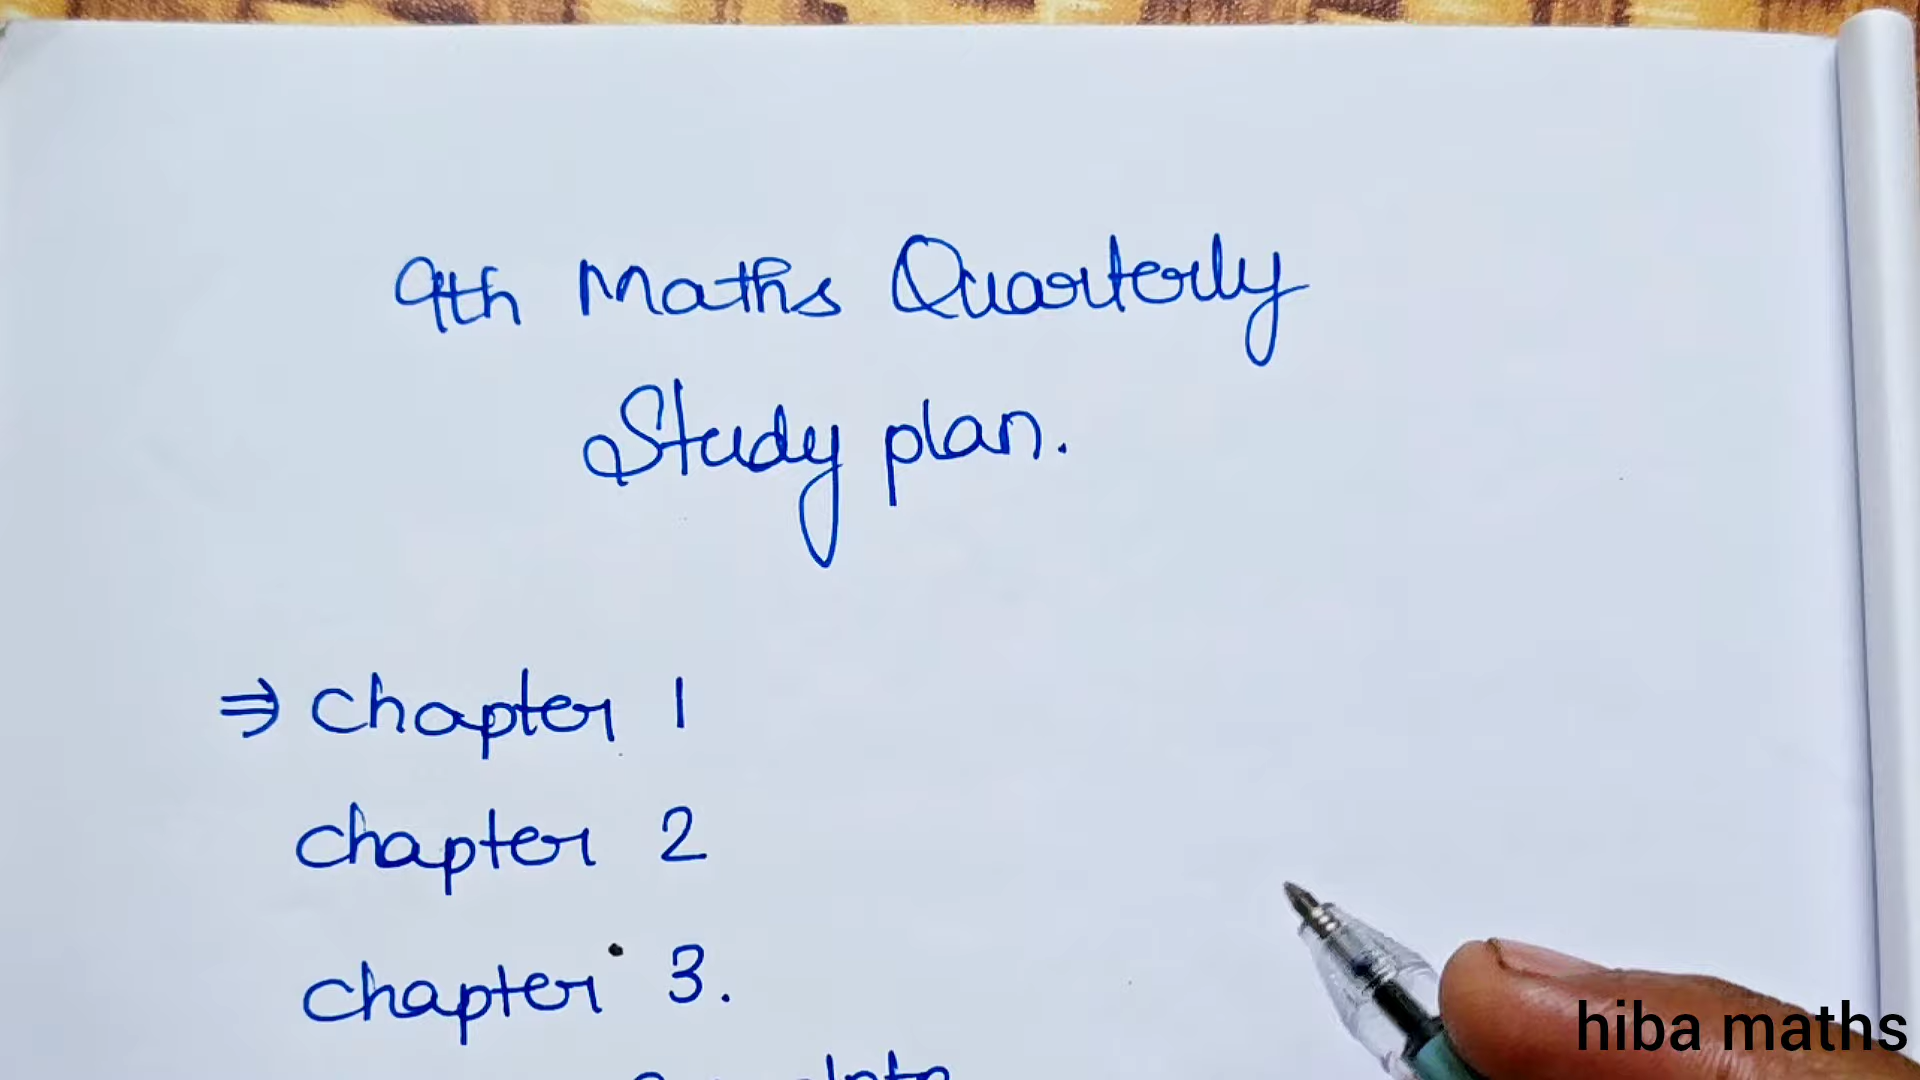 9th Maths Quarterly
Study plan.
⇒ chapter 1
chapter 2
chapter 3.
hiba maths